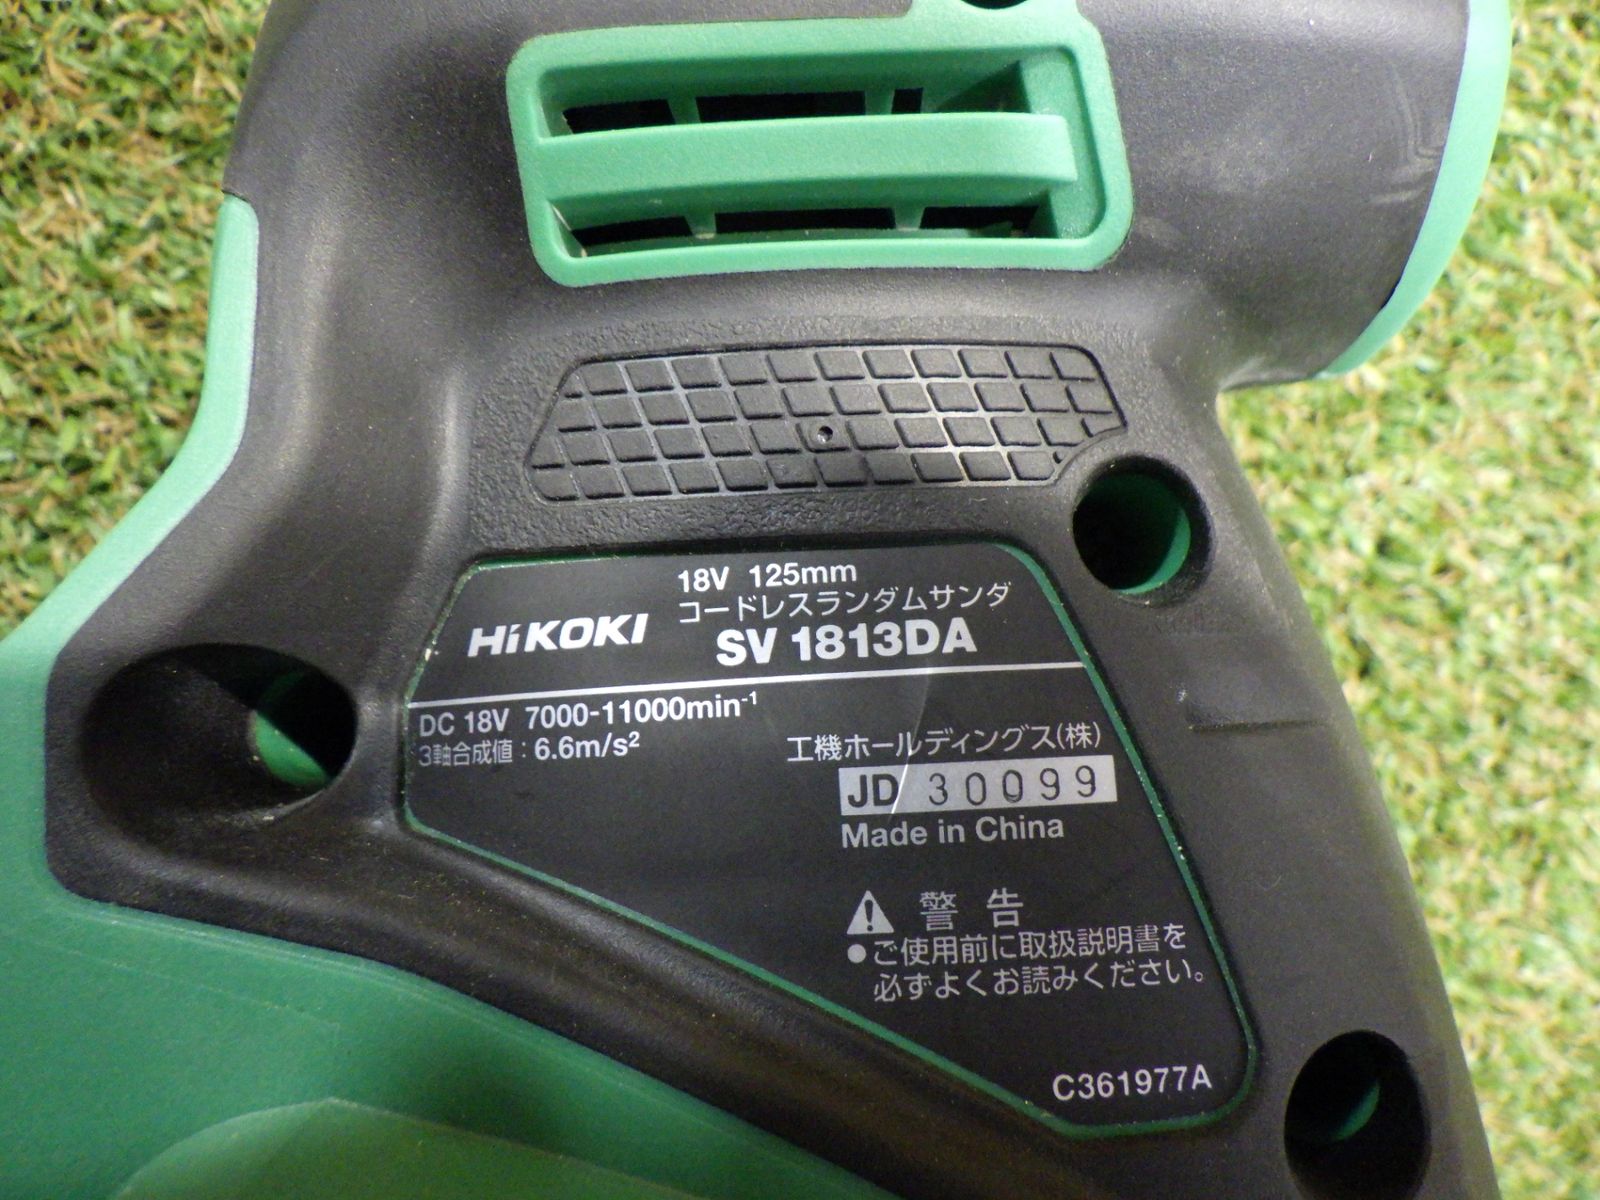 18V 125mm
コードレスランダムサンダ
HiKOKI
SV 1813DA
DC 18V 7000-11000min⁻¹
3軸合成値：6.6m/s²
工機ホールディングス(株)
JD 30099
Made in China
警 告
●ご使用前に取扱説明書を
必ずよくお読みください。
C361977A